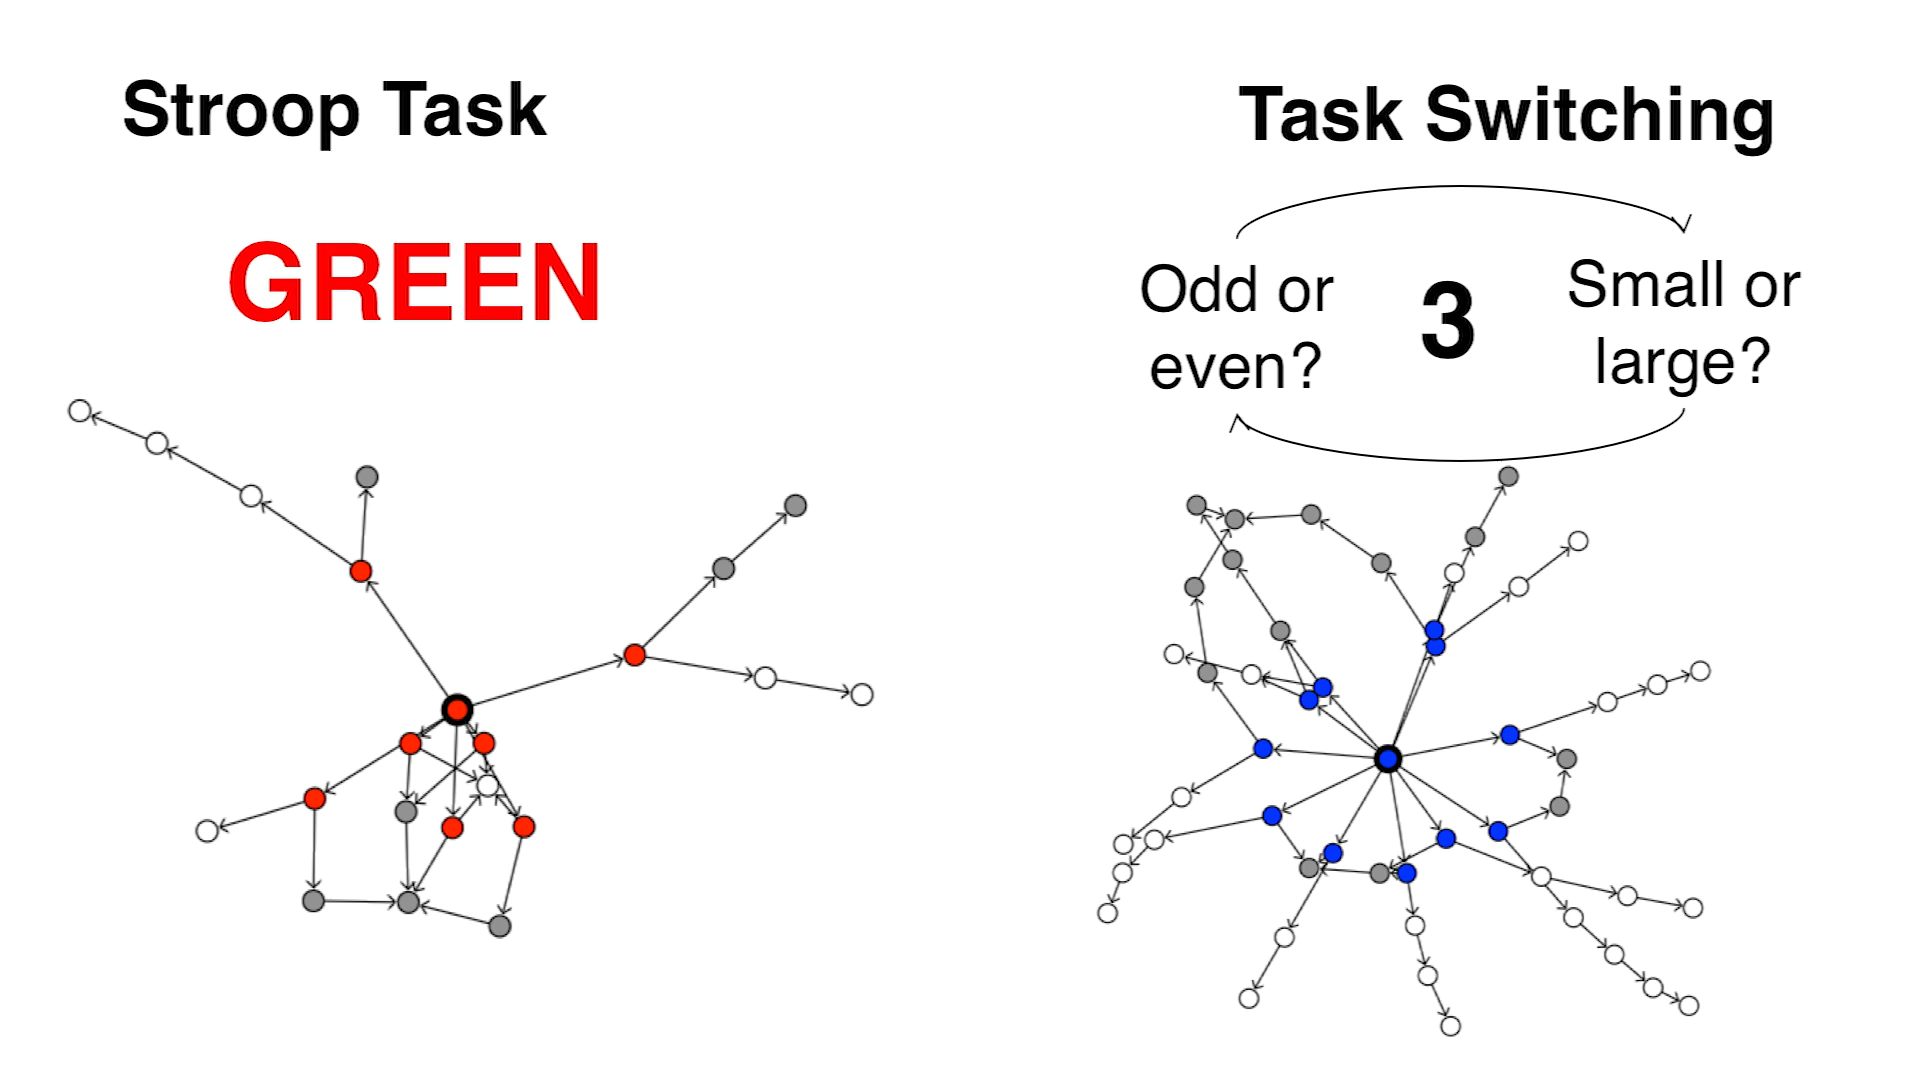 Stroop Task
GREEN
Task Switching
Odd or
even?
3
Small or
large?